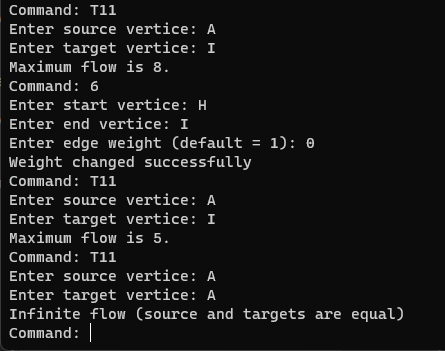 Command: T11
Enter source vertice: A
Enter target vertice: I
Maximum flow is 8.
Command: 6
Enter start vertice: H
Enter end vertice: I
Enter edge weight (default = 1): 0
Weight changed successfully
Command: T11
Enter source vertice: A
Enter target vertice: I
Maximum flow is 5.
Command: T11
Enter source vertice: A
Enter target vertice: A
Infinite flow (source and targets are equal)
Command: